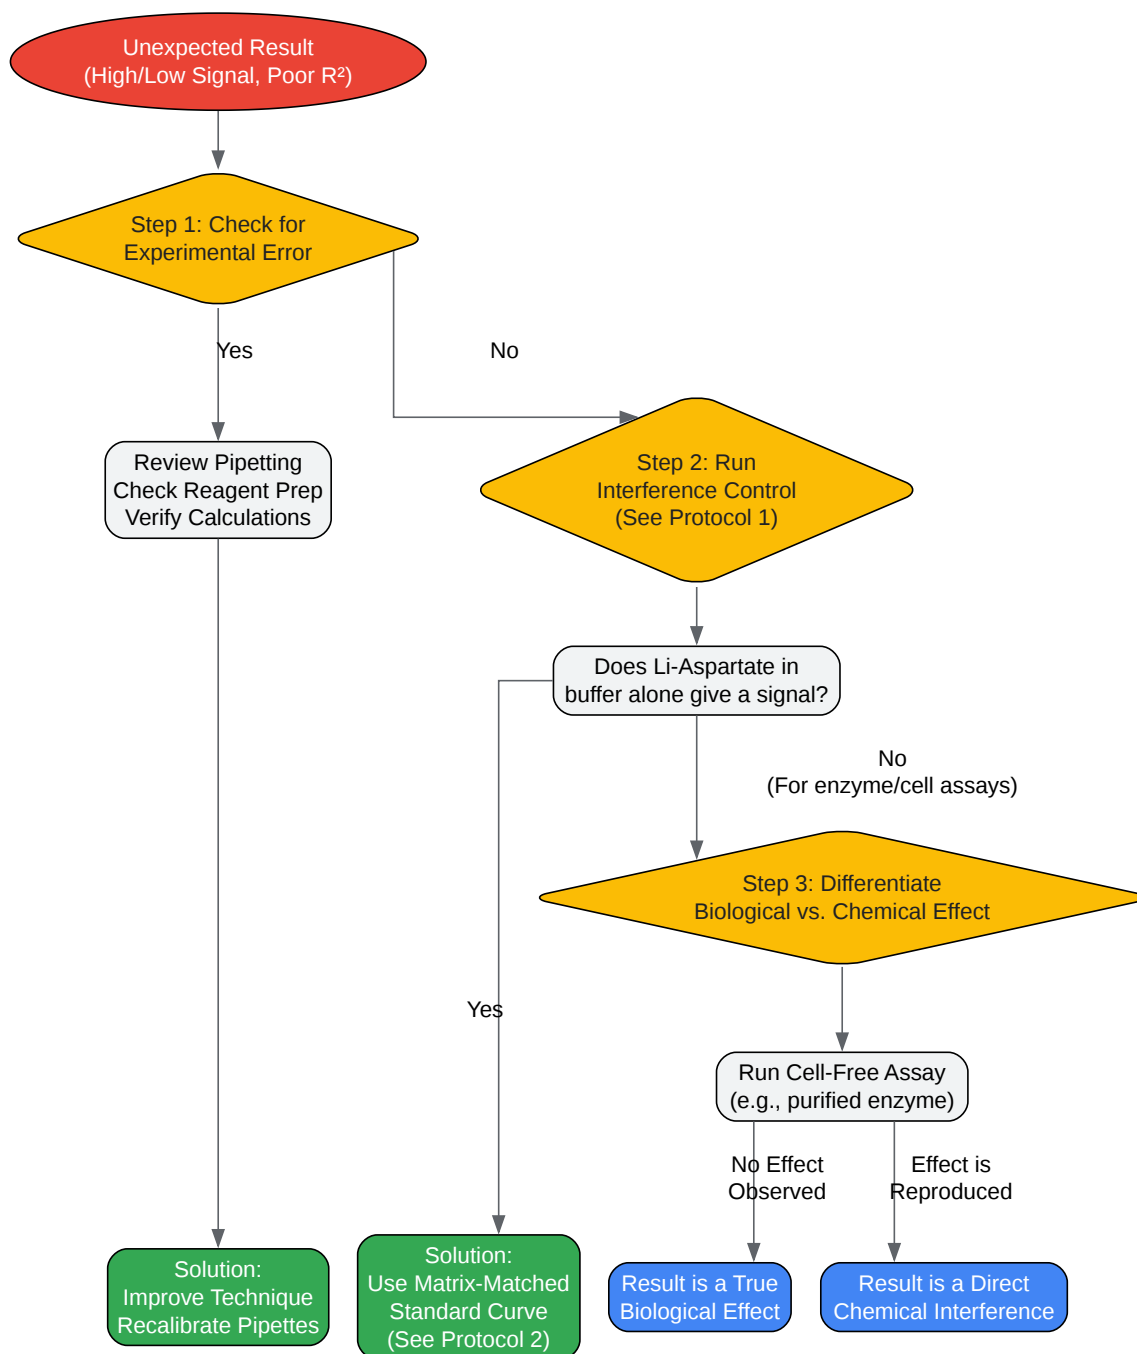 Unexpected Result
(High/Low Signal, Poor R²)
Step 1: Check for
Experimental Error
Yes
No
Review Pipetting
Check Reagent Prep
Verify Calculations
Step 2: Run
Interference Control
(See Protocol 1)
Does Li-Aspartate in
buffer alone give a signal?
No
(For enzyme/cell assays)
Step 3: Differentiate
Biological vs. Chemical Effect
Yes
Run Cell-Free Assay
(e.g., purified enzyme)
No Effect
Observed
Effect is
Reproduced
Solution:
Improve Technique
Recalibrate Pipettes
Solution:
Use Matrix-Matched
Standard Curve
(See Protocol 2)
Result is a True
Biological Effect
Result is a Direct
Chemical Interference